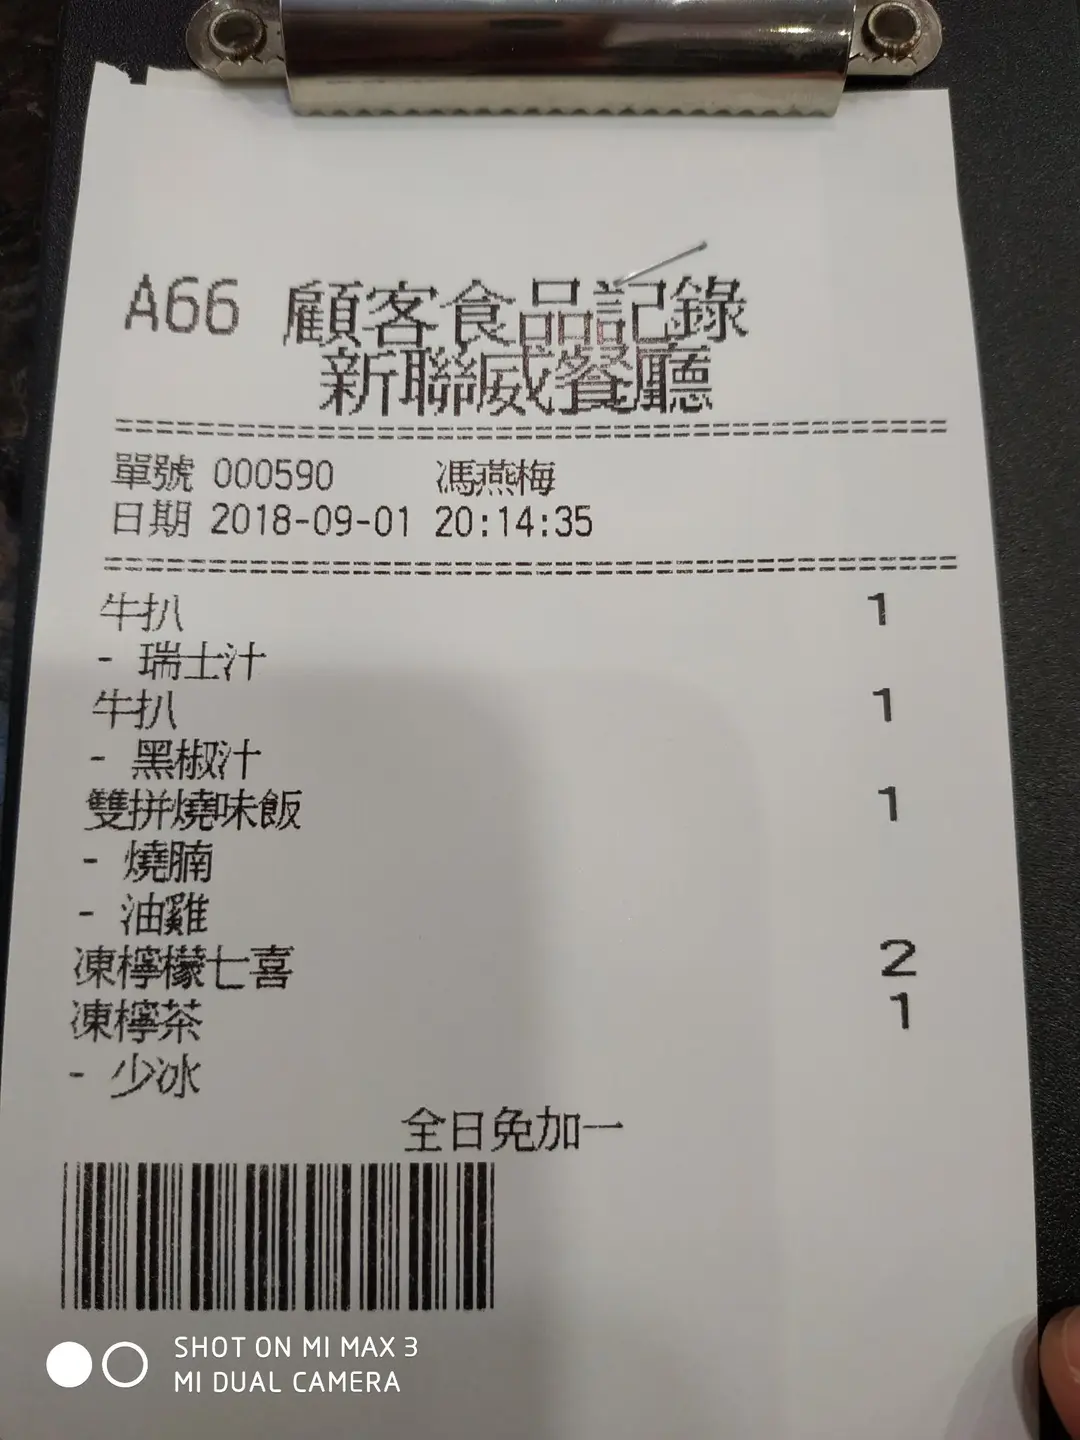 A66 顧客食品記錄
新聯威餐廳
單號 000590 馮燕梅
日期 2018-09-01 20:14:35
牛扒 1
- 瑞士汁
牛扒 1
- 黑椒汁
雙拼燒味飯 1
- 燒腩
- 油雞
凍檸檬七喜 2
凍檸茶 1
- 少冰
全日免加一
SHOT ON MI MAX 3
MI DUAL CAMERA